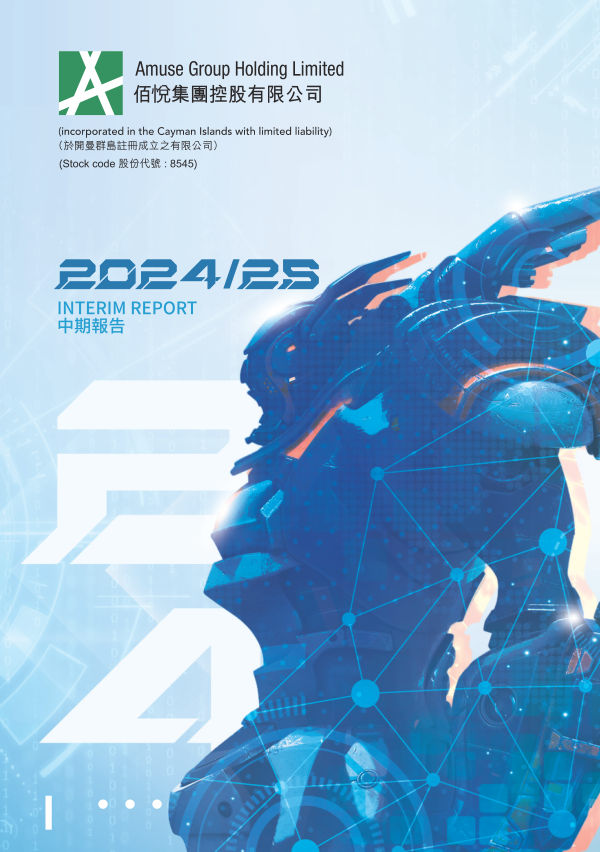 Amuse Group Holding Limited
佰悅集團控股有限公司
(incorporated in the Cayman Islands with limited liability)
（於開曼群島註冊成立之有限公司）
(Stock code 股份代號 : 8545)
2024/25
INTERIM REPORT
中期報告
24